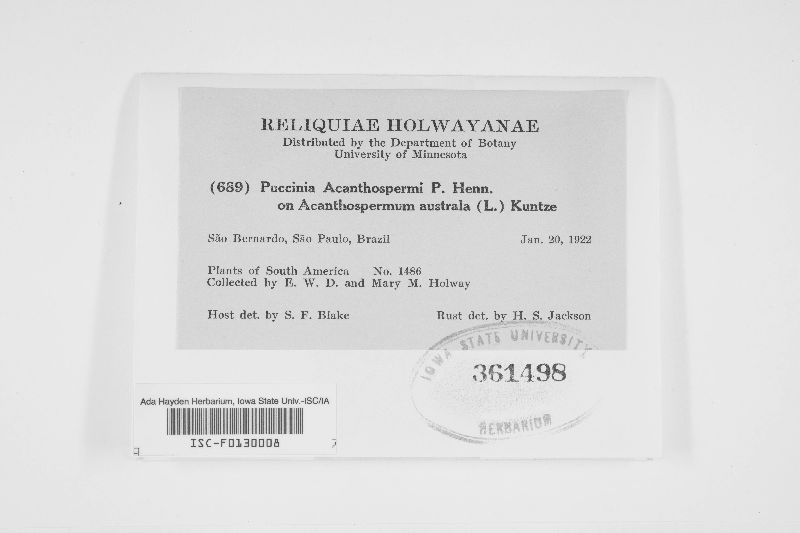 RELIQUIAE HOLWAYANAE
Distributed by the Department of Botany
University of Minnesota
(689) Puccinia Acanthospermi P. Henn.
on Acanthospermum australa (L.) Kuntze
São Bernardo, São Paulo, Brazil Jan. 20, 1922
Plants of South America No. 1486
Collected by E. W. D. and Mary M. Holway
Host det. by S. F. Blake Rust det. by H. S. Jackson
IOWA STATE UNIVERSITY
361498
HERBARIUM
Ada Hayden Herbarium, Iowa State Univ.-ISC/IA
ISC-F0130008